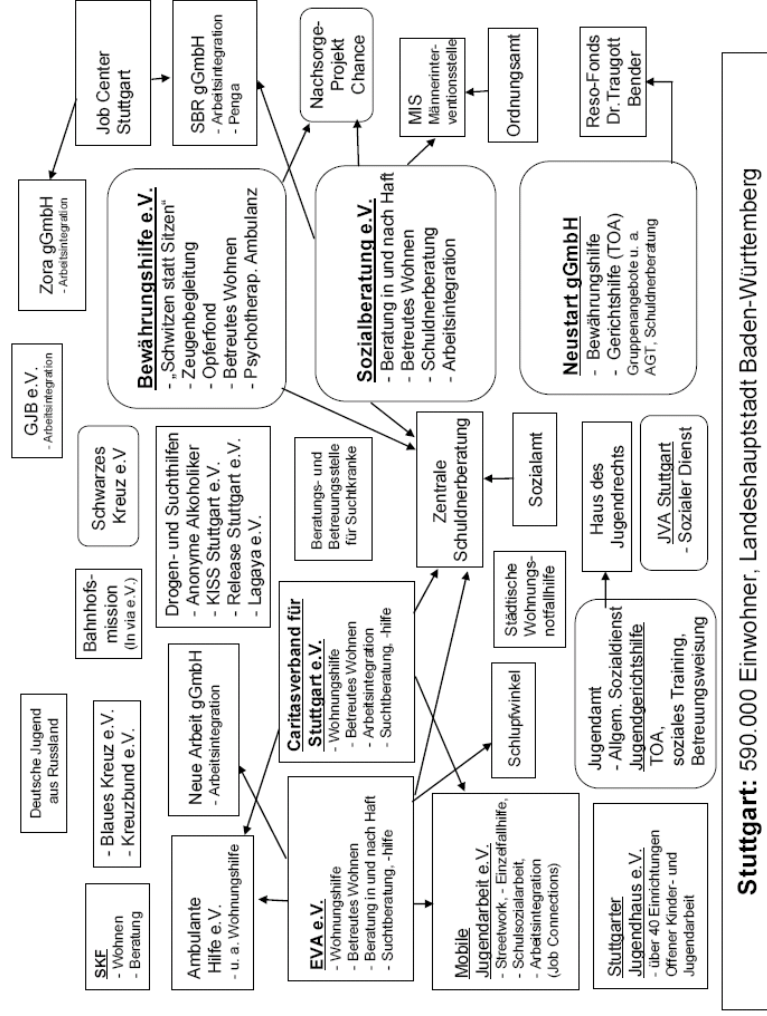 SKF
- Wohnen
- Beratung
- Blaues Kreuz e.V.
- Kreuzbund e.V.
Deutsche Jugend
aus Russland
Bahnhofs-
mission
(In via e.V.)
Schwarzes
Kreuz e.V
GJB e.V.
- Arbeitsintegration
Zora gGmbH
- Arbeitsintegration
Job Center
Stuttgart
Ambulante
Hilfe e.V.
- u. a. Wohnungshilfe
Neue Arbeit gGmbH
- Arbeitsintegration
Drogen- und Suchthilfen
- Anonyme Alkoholiker
- KISS Stuttgart e.V.
- Release Stuttgart e.V.
- Lagaya e.V.
Bewährungshilfe e.V.
- „Schwitzen statt Sitzen“
- Zeugenbegleitung
- Opferfond
- Betreutes Wohnen
- Psychotherap. Ambulanz
SBR gGmbH
- Arbeitsintegration
- Penga
EVA e.V.
- Wohnungshilfe
- Betreutes Wohnen
- Beratung in und nach Haft
- Suchtberatung, -hilfe
Caritasverband für
Stuttgart e.V.
- Wohnungshilfe
- Betreutes Wohnen
- Arbeitsintegration
- Suchtberatung, -hilfe
Beratungs- und
Betreuungsstelle
für Suchtkranke
Nachsorge-
Projekt
Chance
Sozialberatung e.V.
- Beratung in und nach Haft
- Betreutes Wohnen
- Schuldnerberatung
- Arbeitsintegration
MIS
Männerinter-
ventionsstelle
Mobile
Jugendarbeit e.V.
- Streetwork, - Einzelfallhilfe,
- Schulsozialarbeit,
- Arbeitsintegration
(Job Connections)
Schlupfwinkel
Städtische
Wohnungs-
notfallhilfe
Zentrale
Schuldnerberatung
Sozialamt
Ordnungsamt
Stuttgarter
Jugendhaus e.V.
- über 40 Einrichtungen
Offener Kinder- und
Jugendarbeit
Jugendamt
- Allgem. Sozialdienst
Jugendgerichtshilfe
TOA,
soziales Training,
Betreuungsweisung
Haus des
Jugendrechts
JVA Stuttgart
- Sozialer Dienst
Neustart gGmbH
- Bewährungshilfe
- Gerichtshilfe (TOA)
Gruppenangebote u. a.
AGT, Schuldnerberatung
Reso-Fonds
Dr.Traugott
Bender
Stuttgart: 590.000 Einwohner, Landeshauptstadt Baden-Württemberg